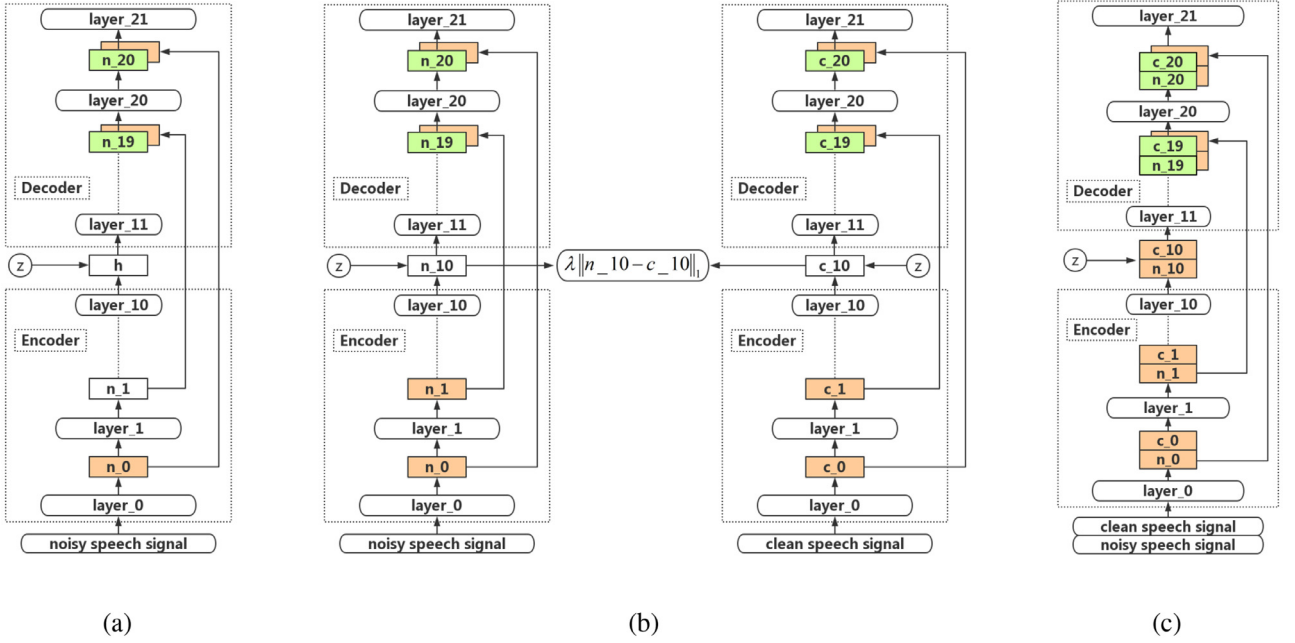 layer_21
n_20
layer_20
n_19
Decoder
layer_11
z
h
layer_10
Encoder
n_1
layer_1
n_0
layer_0
noisy speech signal
(a)
layer_21
n_20
layer_20
n_19
Decoder
layer_11
z
n_10
layer_10
Encoder
n_1
layer_1
n_0
layer_0
noisy speech signal
λ‖n_10−c_10‖₁
layer_21
c_20
layer_20
c_19
layer_11
c_10
z
layer_10
c_1
layer_1
c_0
layer_0
clean speech signal
(b)
layer_21
c_20
n_20
layer_20
c_19
n_19
Decoder
layer_11
c_10
z
n_10
layer_10
Encoder
c_1
n_1
layer_1
c_0
n_0
layer_0
clean speech signal
noisy speech signal
(c)